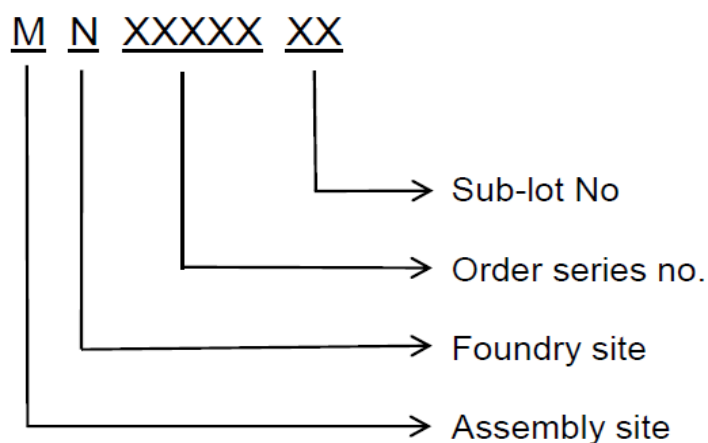 M N XXXXX XX
Sub-lot No
Order series no.
Foundry site
Assembly site